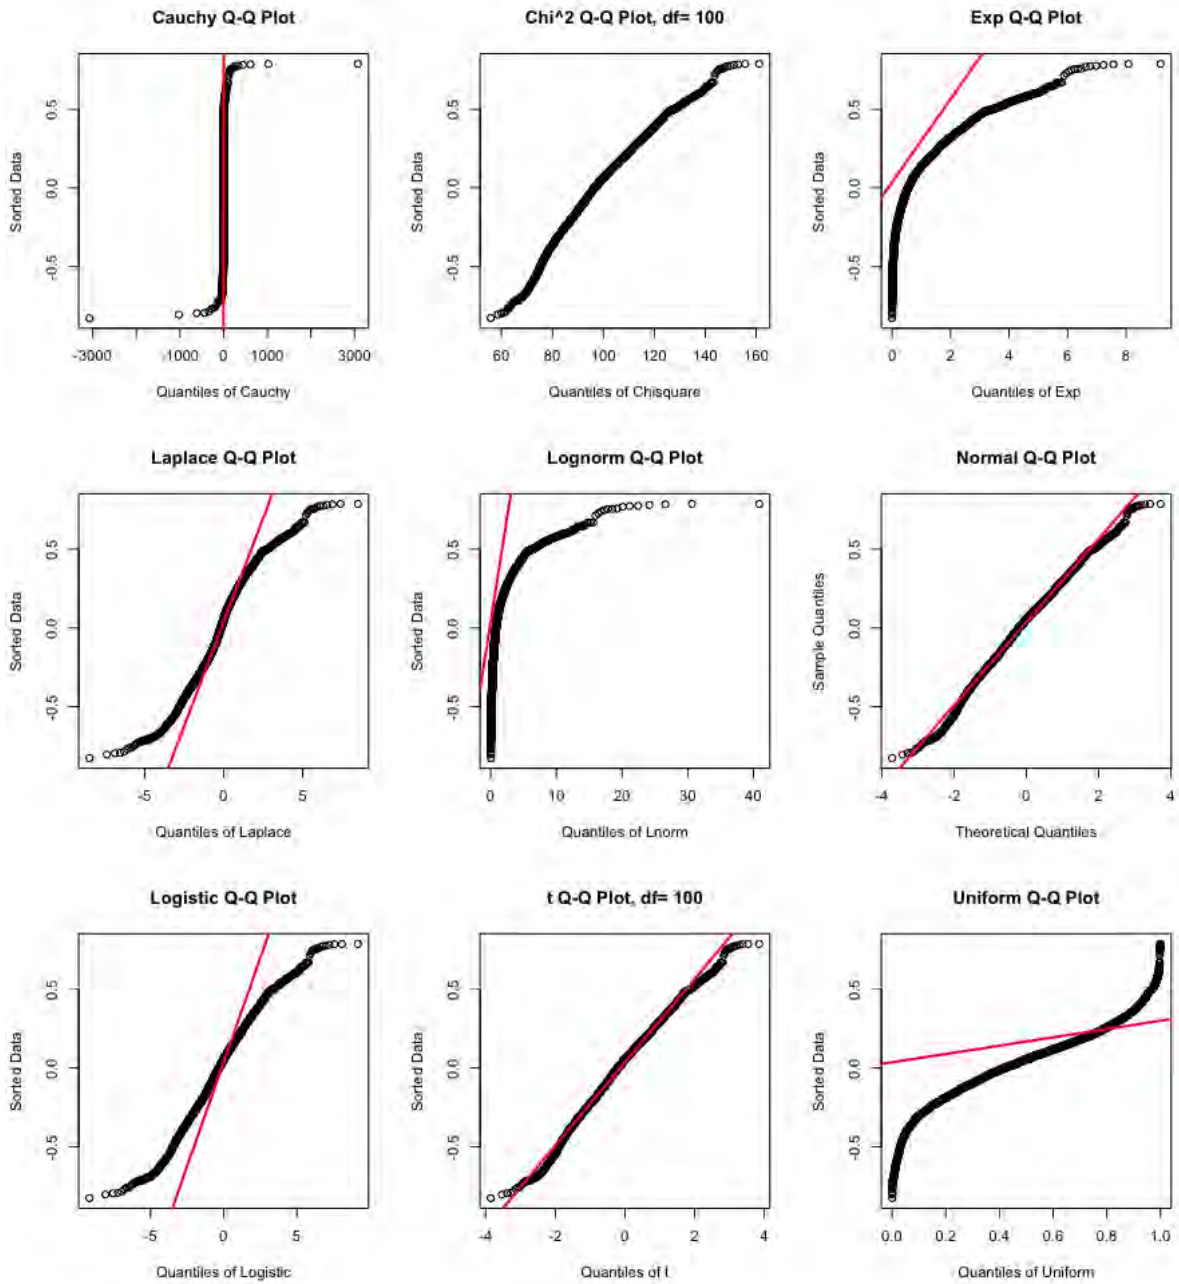 Cauchy Q-Q Plot
Chi^2 Q-Q Plot, df= 100
Exp Q-Q Plot
Sorted Data
0.5
0.0
-0.5
-3000
-1000
0
1000
3000
Quantiles of Cauchy
Sorted Data
0.5
0.0
-0.5
60
80
100
120
140
160
Quantiles of Chisquare
Sorted Data
0.5
0.0
-0.5
0
2
4
6
8
Quantiles of Exp
Laplace Q-Q Plot
Lognorm Q-Q Plot
Normal Q-Q Plot
Sorted Data
0.5
0.0
-0.5
-5
0
5
Quantiles of Laplace
Sorted Data
0.5
0.0
-0.5
0
10
20
30
40
Quantiles of Lnorm
Sample Quantiles
0.5
0.0
-0.5
-4
-2
0
2
4
Theoretical Quantiles
Logistic Q-Q Plot
t Q-Q Plot, df= 100
Uniform Q-Q Plot
Sorted Data
0.5
0.0
-0.5
-5
0
5
Quantiles of Logistic
Sorted Data
0.5
0.0
-0.5
-4
-2
0
2
4
Quantiles of t
Sorted Data
0.5
0.0
-0.5
0.0
0.2
0.4
0.6
0.8
1.0
Quantiles of Uniform